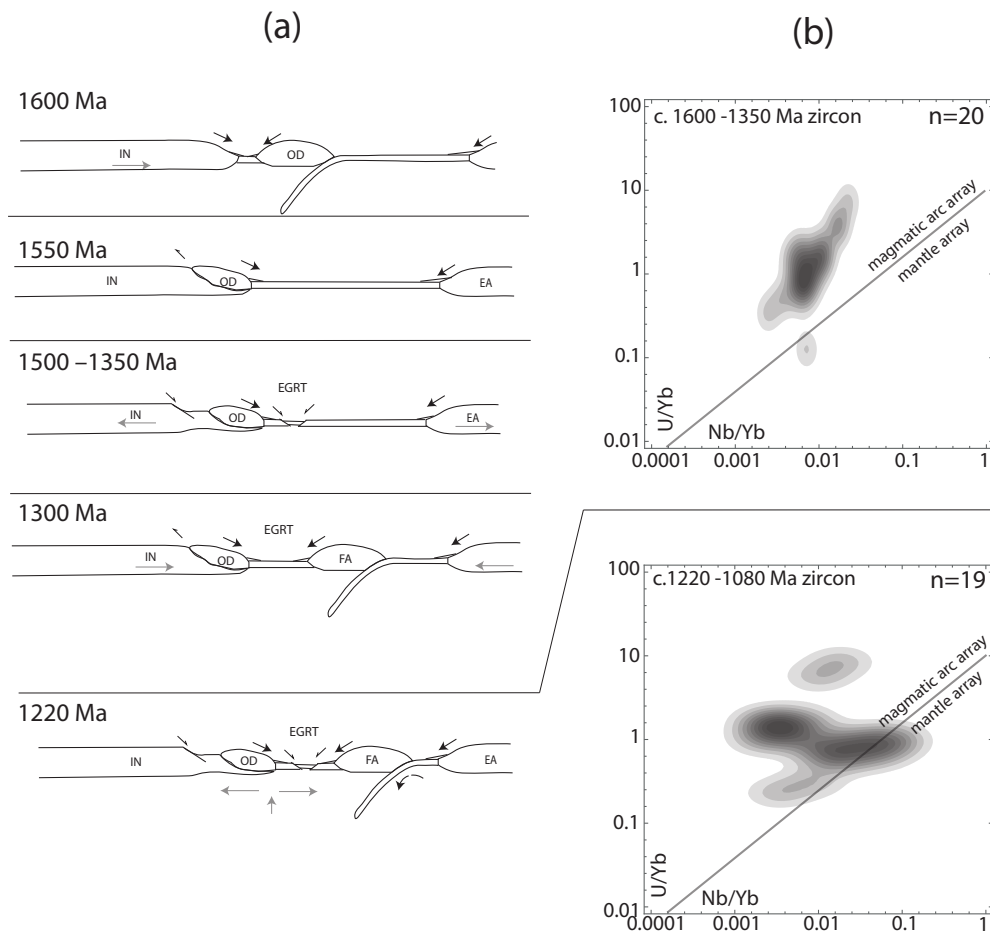 (a)
1600 Ma
IN
OD
1550 Ma
IN
OD
EA
1500 –1350 Ma
EGRT
IN
OD
EA
1300 Ma
EGRT
IN
OD
FA
1220 Ma
EGRT
IN
OD
FA
EA
(b)
100
c. 1600 -1350 Ma zircon
n=20
10
magmatic arc array
mantle array
1
0.1
U/Yb
Nb/Yb
0.01
0.0001
0.001
0.01
0.1
1
100
c.1220 -1080 Ma zircon
n=19
10
magmatic arc array
mantle array
1
0.1
U/Yb
Nb/Yb
0.01
0.0001
0.001
0.01
0.1
1